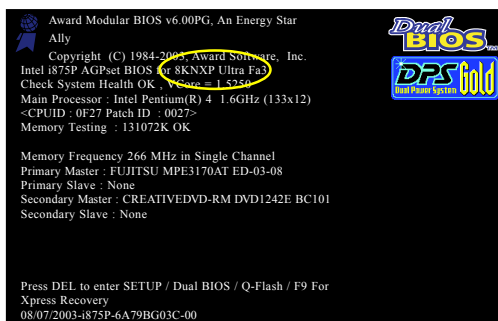 Award Modular BIOS v6.00PG, An Energy Star
Ally
Copyright (C) 1984-2003, Award Software, Inc.
Intel i875P AGPset BIOS for 8KNXP Ultra Fa3
Check System Health OK , VCore = 1.5250
Main Processor : Intel Pentium(R) 4 1.6GHz (133x12)
<CPUID : 0F27 Patch ID : 0027>
Memory Testing : 131072K OK
Memory Frequency 266 MHz in Single Channel
Primary Master : FUJITSU MPE3170AT ED-03-08
Primary Slave : None
Secondary Master : CREATIVEDVD-RM DVD1242E BC101
Secondary Slave : None
Press DEL to enter SETUP / Dual BIOS / Q-Flash / F9 For
Xpress Recovery
08/07/2003-i875P-6A79BG03C-00
Dual
BIOS
DPS Gold
Dual Power System